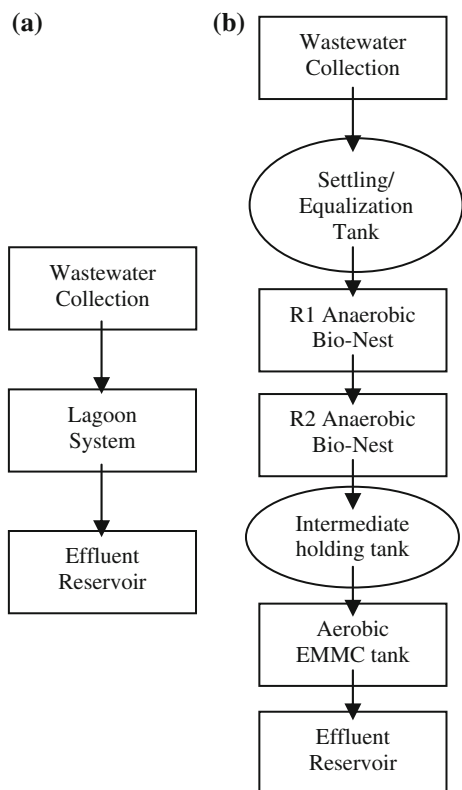 (a)
Wastewater
Collection
Lagoon
System
Effluent
Reservoir
(b)
Wastewater
Collection
Settling/
Equalization
Tank
R1 Anaerobic
Bio-Nest
R2 Anaerobic
Bio-Nest
Intermediate
holding tank
Aerobic
EMMC tank
Effluent
Reservoir